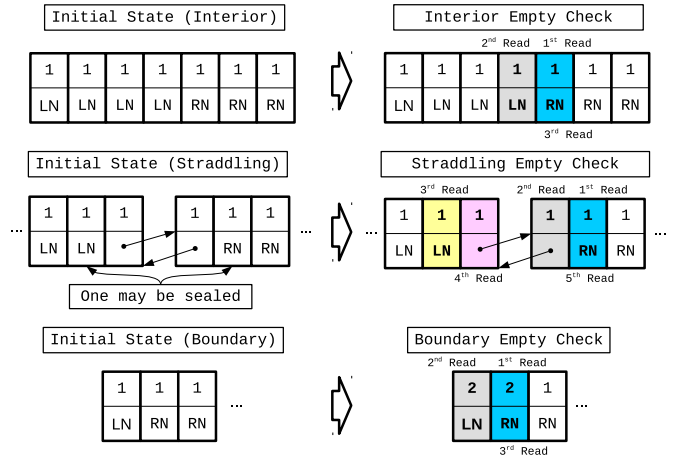 Initial State (Interior)
Interior Empty Check
2nd Read 1st Read
1 1 1 1 1 1 1
LN LN LN LN RN RN RN
1 1 1 1 1 1 1
LN LN LN LN RN RN RN
3rd Read
Initial State (Straddling)
Straddling Empty Check
3rd Read 2nd Read 1st Read
... 1 1 1 1 1 1 ...
LN LN RN RN
... 1 1 1 1 1 1 ...
LN LN RN RN
4th Read 5th Read
One may be sealed
Initial State (Boundary)
Boundary Empty Check
2nd Read 1st Read
1 1 1 ...
LN RN RN
2 2 1 ...
LN RN RN
3rd Read